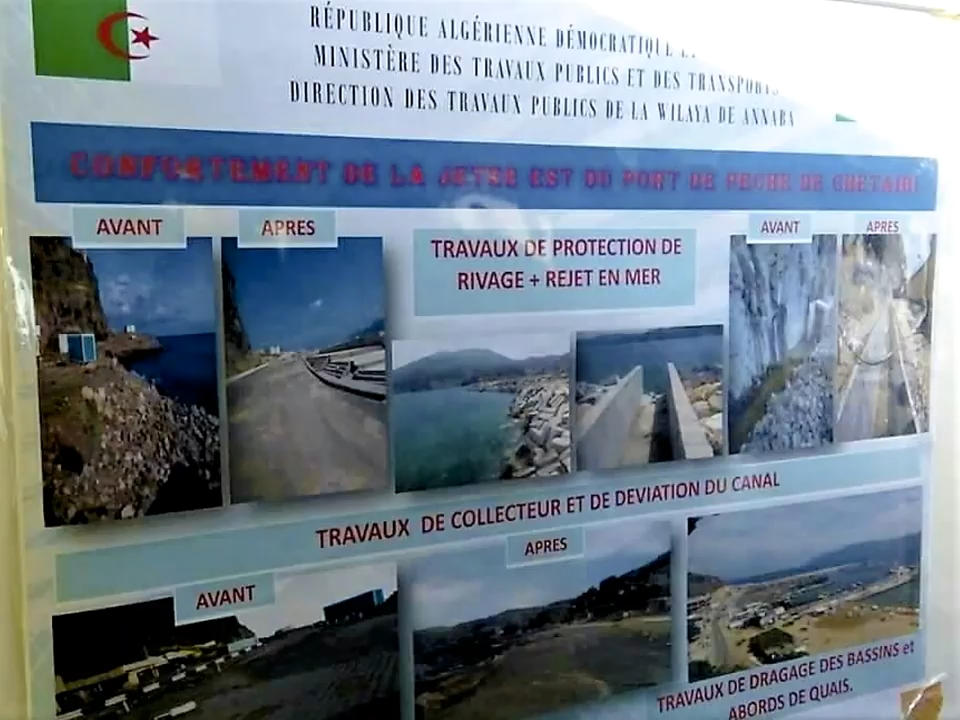 RÉPUBLIQUE ALGÉRIENNE DÉMOCRATIQUE
MINISTÈRE DES TRAVAUX PUBLICS ET DES TRANSPORTS
DIRECTION DES TRAVAUX PUBLICS DE LA WILAYA DE ANNABA
CONFORTEMENT DE LA JETEE EST DU PORT DE PECHE DE CHETAIBI
AVANT
APRES
TRAVAUX DE PROTECTION DE
RIVAGE + REJET EN MER
AVANT
APRES
TRAVAUX DE COLLECTEUR ET DE DEVIATION DU CANAL
AVANT
APRES
TRAVAUX DE DRAGAGE DES BASSINS et
ABORDS DE QUAIS.